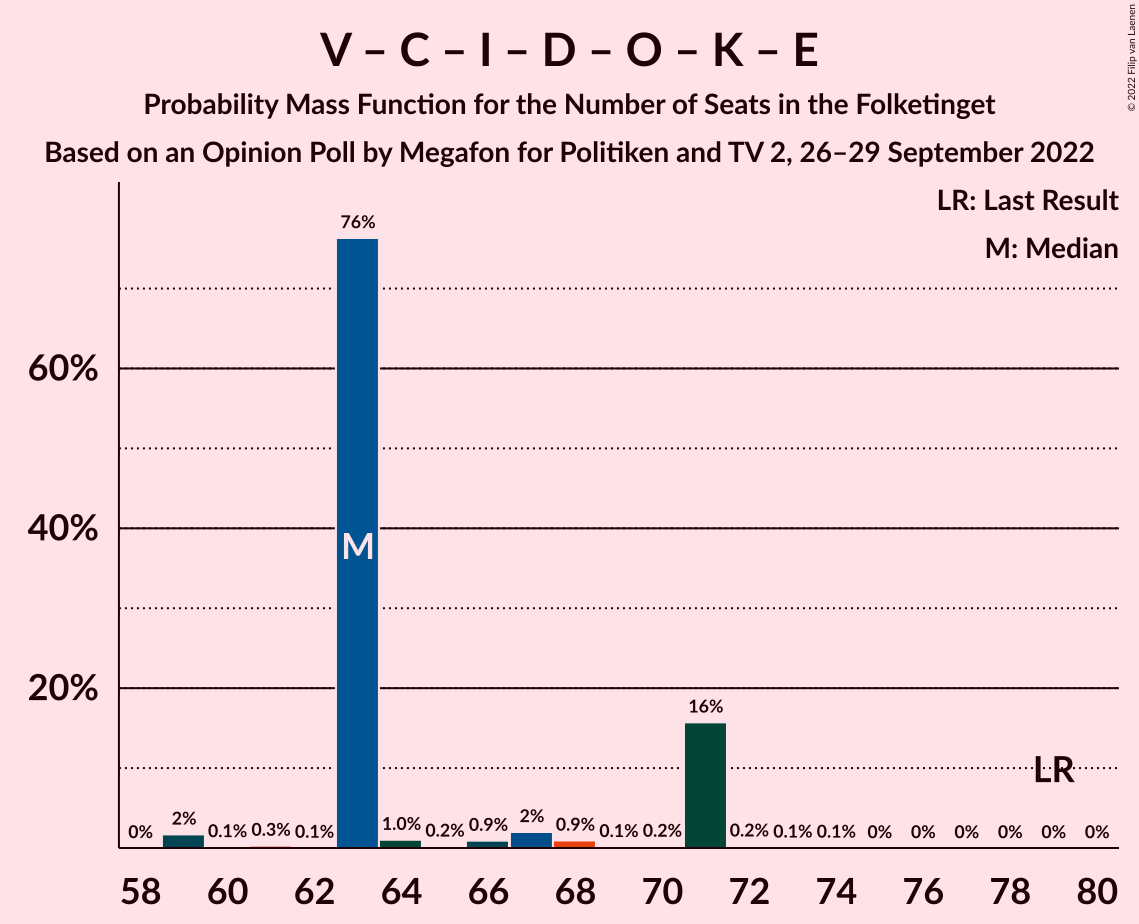 V – C – I – D – O – K – E
Probability Mass Function for the Number of Seats in the Folketinget
Based on an Opinion Poll by Megafon for Politiken and TV 2, 26–29 September 2022
© 2022 Filip van Laenen
LR: Last Result
M: Median
76%
60%
M
40%
20%
16%
LR
0% 2% 0.1% 0.3% 0.1% 1.0% 0.2% 0.9% 2% 0.9% 0.1% 0.2% 0.2% 0.1% 0.1% 0% 0% 0% 0% 0% 0%
58 60 62 64 66 68 70 72 74 76 78 80